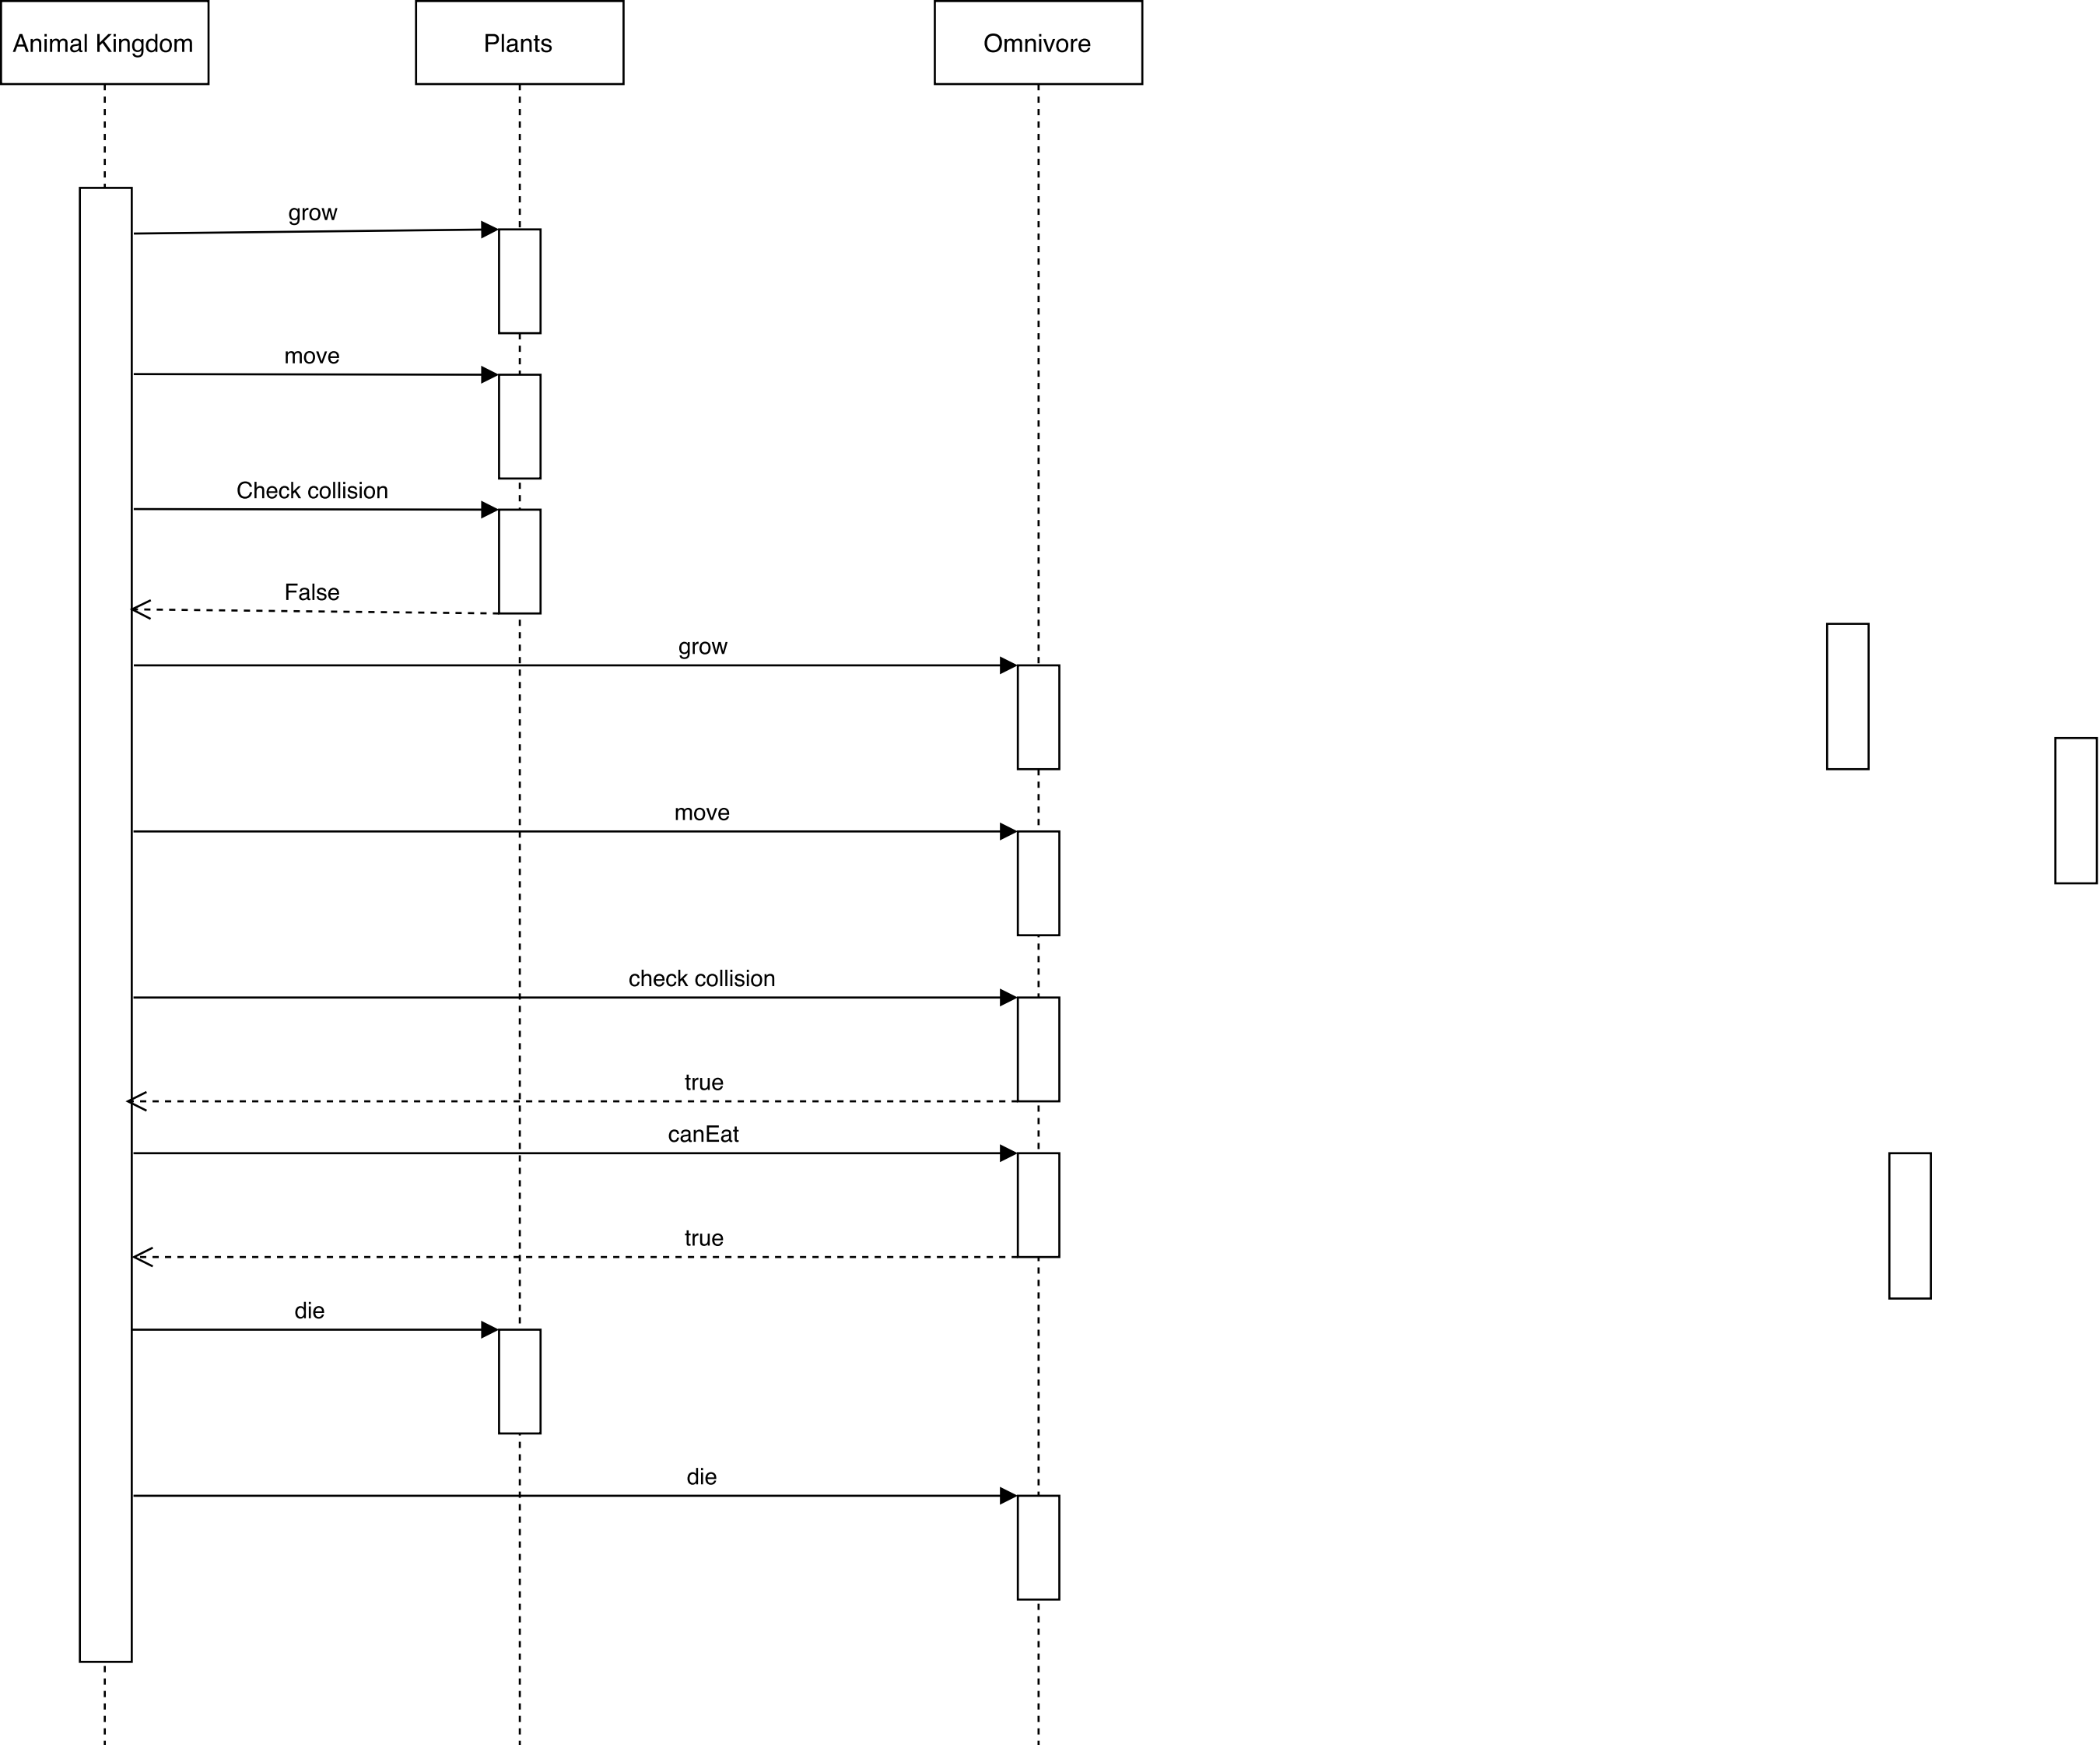 Animal Kingdom
Plants
Omnivore
grow
move
Check collision
False
grow
move
check collision
true
canEat
true
die
die